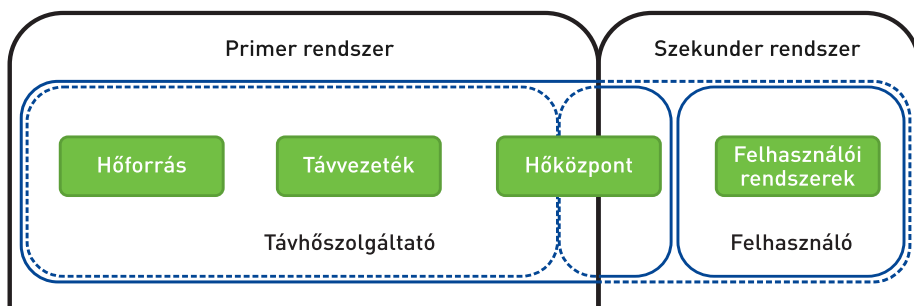 Primer rendszer
Szekunder rendszer
Hőforrás
Távvezeték
Hőközpont
Felhasználói
rendszerek
Távhőszolgáltató
Felhasználó